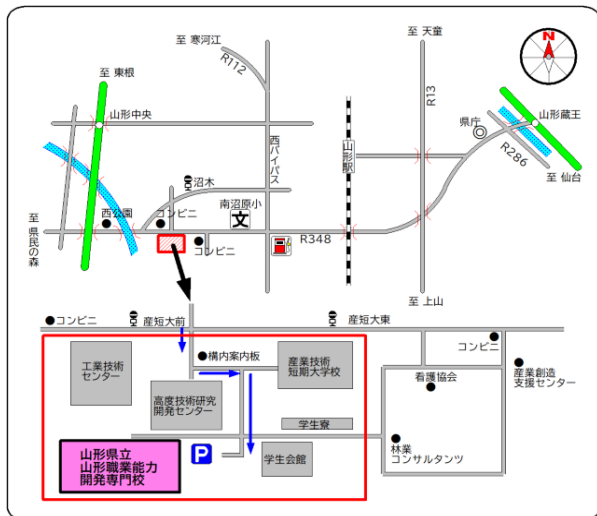 至 寒河江
至 天童
R112
至 東根
山形中央
西バイパス
R13
県庁
山形蔵王
R286
至 仙台
山形駅
沼木
南沼原小
文
至 県民の森
西公園
コンビニ
コンビニ
R348
至 上山
N
コンビニ
産短大前
産短大東
工業技術
センター
構内案内板
産業技術
短期大学校
コンビニ
看護協会
産業創造
支援センター
高度技術研究
開発センター
学生寮
林業
コンサルタンツ
山形県立
山形職業能力
開発専門校
P
学生会館